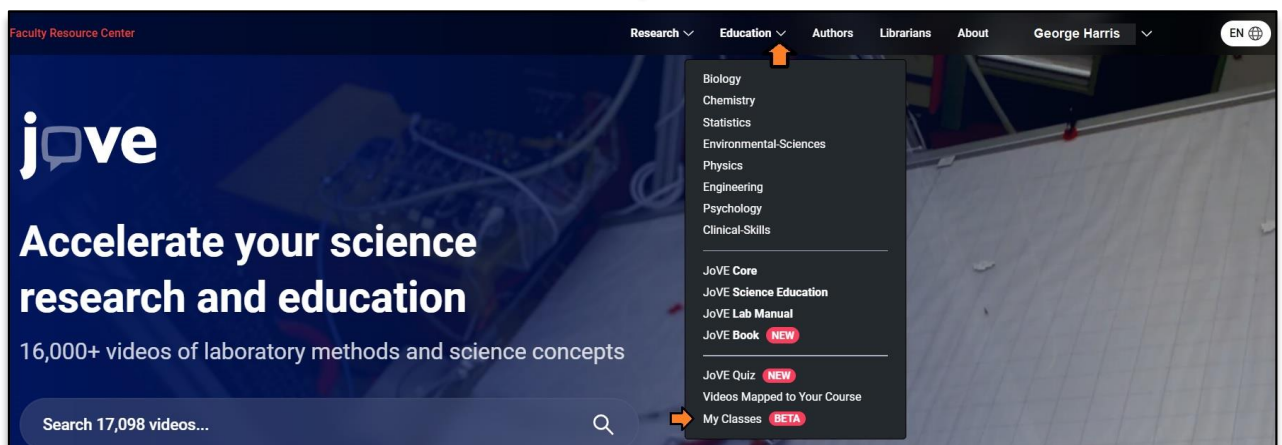 Faculty Resource Center
Research Education Authors Librarians About George Harris EN
jove
Accelerate your science
research and education
16,000+ videos of laboratory methods and science concepts
Search 17,098 videos...
Biology
Chemistry
Statistics
Environmental-Sciences
Physics
Engineering
Psychology
Clinical-Skills
JoVE Core
JoVE Science Education
JoVE Lab Manual
JoVE Book NEW
JoVE Quiz NEW
Videos Mapped to Your Course
My Classes BETA